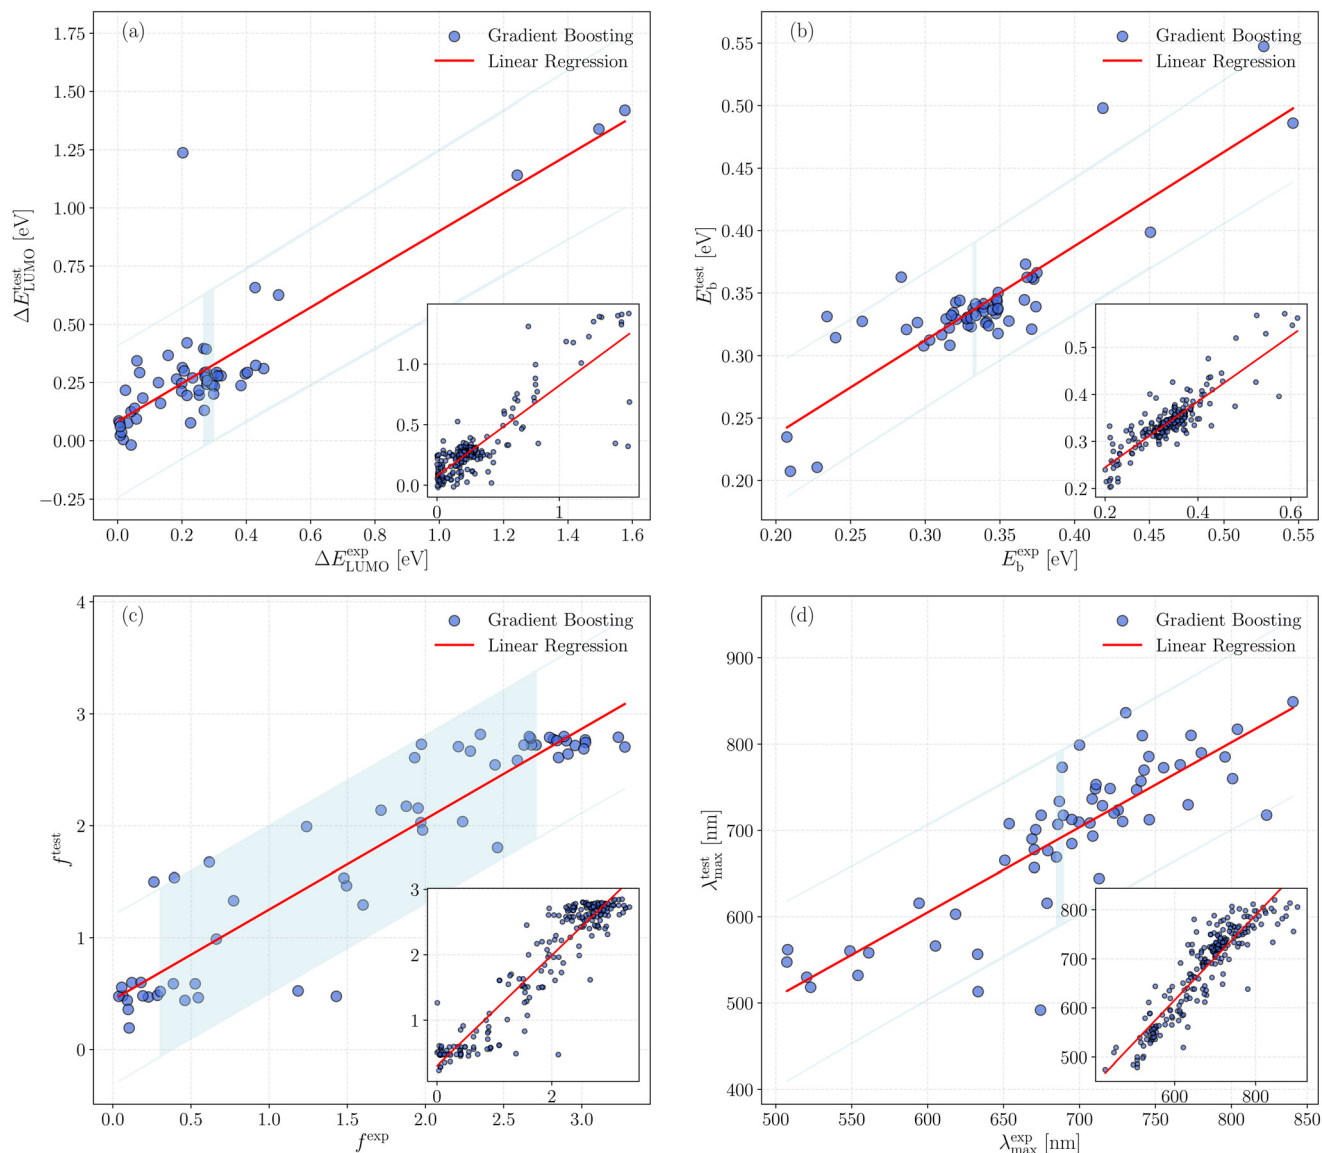 (a)
Gradient Boosting
Linear Regression
1.75
1.50
1.25
1.00
0.75
0.50
0.25
0.00
−0.25
ΔE_LUMO^test [eV]
1.0
0.5
0.0
0 1
0.0 0.2 0.4 0.6 0.8 1.0 1.2 1.4 1.6
ΔE_LUMO^exp [eV]
(b)
Gradient Boosting
Linear Regression
0.55
0.50
0.45
0.40
0.35
0.30
0.25
0.20
E_b^test [eV]
0.5
0.4
0.3
0.2
0.2 0.4 0.6
0.20 0.25 0.30 0.35 0.40 0.45 0.50 0.55
E_b^exp [eV]
(c)
Gradient Boosting
Linear Regression
4
3
2
1
0
f^test
3
2
1
0 2
0.0 0.5 1.0 1.5 2.0 2.5 3.0
f^exp
(d)
Gradient Boosting
Linear Regression
900
800
700
600
500
400
λ_max^test [nm]
800
700
600
500
600 800
500 550 600 650 700 750 800 850
λ_max^exp [nm]